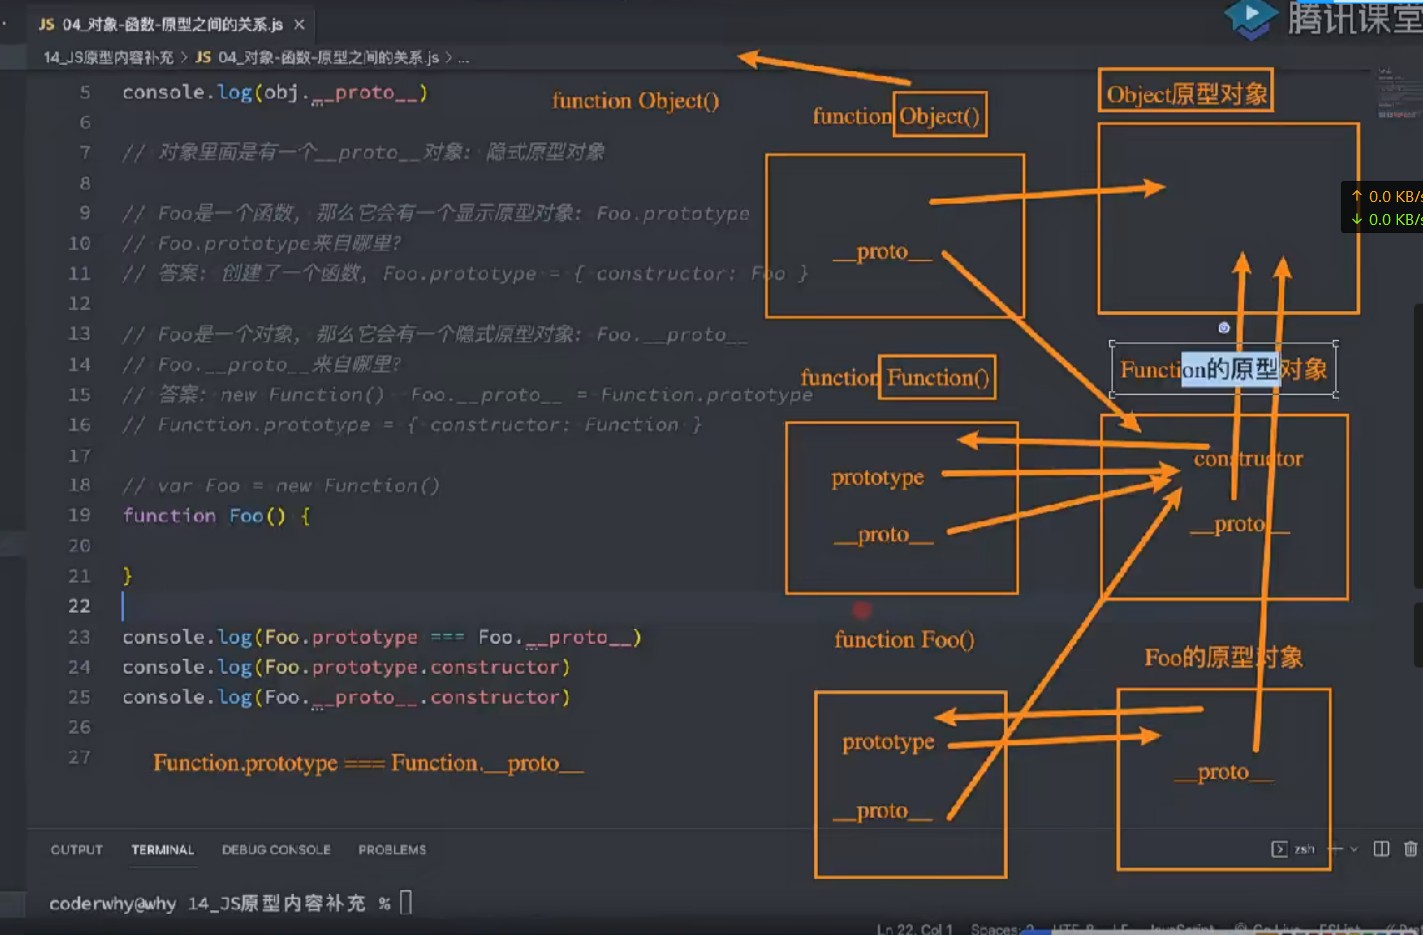 JS 04_对象-函数-原型之间的关系.js ×
腾讯课堂
14_JS原型内容补充 > JS 04_对象-函数-原型之间的关系.js > ...
5 console.log(obj.__proto__)
6
7 // 对象里面是有一个__proto__对象: 隐式原型对象
8
9 // Foo是一个函数, 那么它会有一个显示原型对象: Foo.prototype
10 // Foo.prototype来自哪里?
11 // 答案: 创建了一个函数, Foo.prototype = { constructor: Foo }
12
13 // Foo是一个对象, 那么它会有一个隐式原型对象: Foo.__proto__
14 // Foo.__proto__来自哪里?
15 // 答案: new Function() Foo.__proto__ = Function.prototype
16 // Function.prototype = { constructor: Function }
17
18 // var Foo = new Function()
19 function Foo() {
20
21 }
22
23 console.log(Foo.prototype === Foo.__proto__)
24 console.log(Foo.prototype.constructor)
25 console.log(Foo.__proto__.constructor)
26
27
Function.prototype === Function.__proto__
function Object()
function Object()
Object原型对象
__proto__
↑ 0.0 KB/s
↓ 0.0 KB/s
function Function()
Function的原型对象
prototype
__proto__
constructor
__proto__
function Foo()
Foo的原型对象
prototype
__proto__
__proto__
OUTPUT TERMINAL DEBUG CONSOLE PROBLEMS
zsh
coderwhy@why 14_JS原型内容补充 %
Ln 22, Col 1 Spaces: 2 UTF-8 LF JavaScript Go Live ESLint